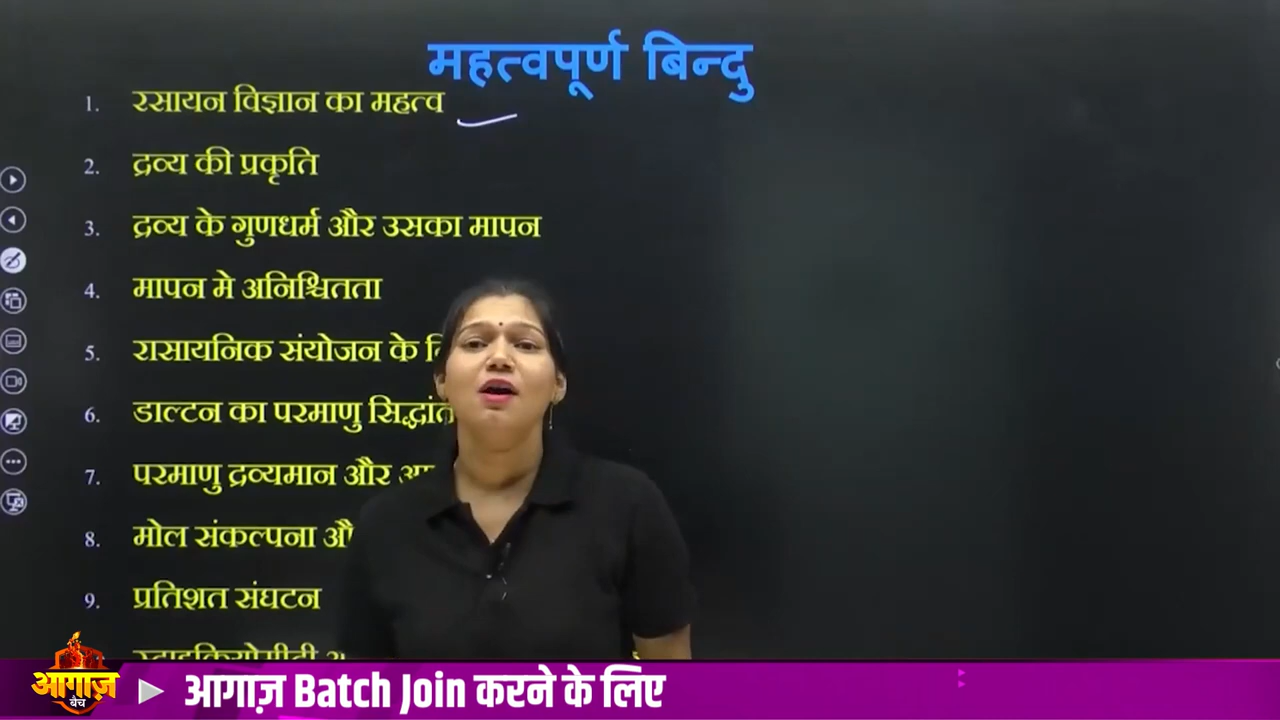 महत्वपूर्ण बिन्दु
1. रसायन विज्ञान का महत्व
2. द्रव्य की प्रकृति
3. द्रव्य के गुणधर्म और उसका मापन
4. मापन मे अनिश्चितता
5. रासायनिक संयोजन के
6. डाल्टन का परमाणु सिद्धांत
7. परमाणु द्रव्यमान और
8. मोल संकल्पना
9. प्रतिशत संघटन
आगाज़
बैच
आगाज़ Batch Join करने के लिए